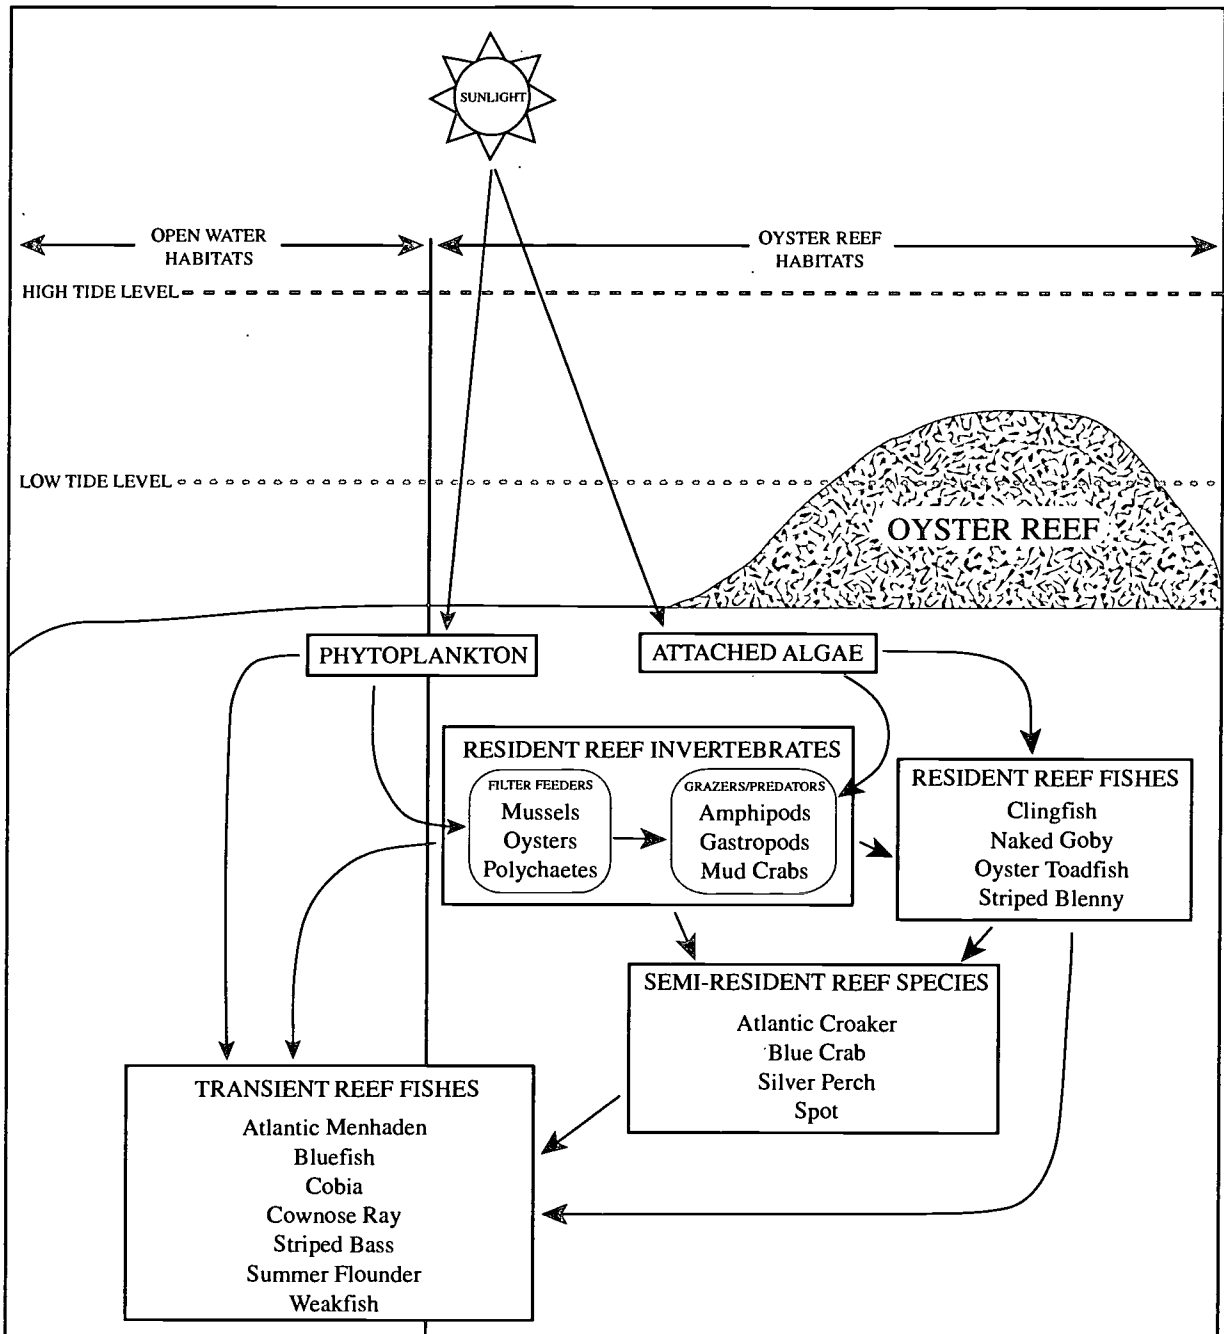 SUNLIGHT
OPEN WATER
HABITATS
OYSTER REEF
HABITATS
HIGH TIDE LEVEL
LOW TIDE LEVEL
OYSTER REEF
PHYTOPLANKTON
ATTACHED ALGAE
RESIDENT REEF INVERTEBRATES
FILTER FEEDERS
Mussels
Oysters
Polychaetes
GRAZERS/PREDATORS
Amphipods
Gastropods
Mud Crabs
RESIDENT REEF FISHES
Clingfish
Naked Goby
Oyster Toadfish
Striped Blenny
SEMI-RESIDENT REEF SPECIES
Atlantic Croaker
Blue Crab
Silver Perch
Spot
TRANSIENT REEF FISHES
Atlantic Menhaden
Bluefish
Cobia
Cownose Ray
Striped Bass
Summer Flounder
Weakfish